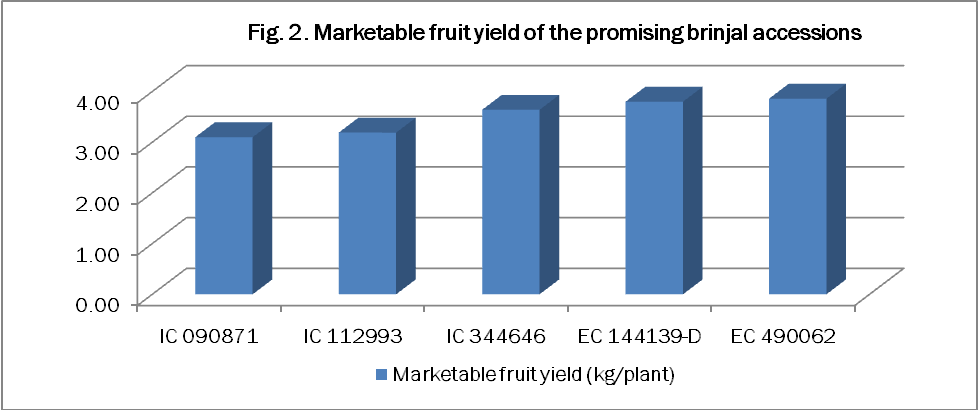 Fig. 2. Marketable fruit yield of the promising brinjal accessions
4.00
3.00
2.00
1.00
0.00
IC 090871 IC 112993 IC 344646 EC 144139-D EC 490062
Marketable fruit yield (kg/plant)